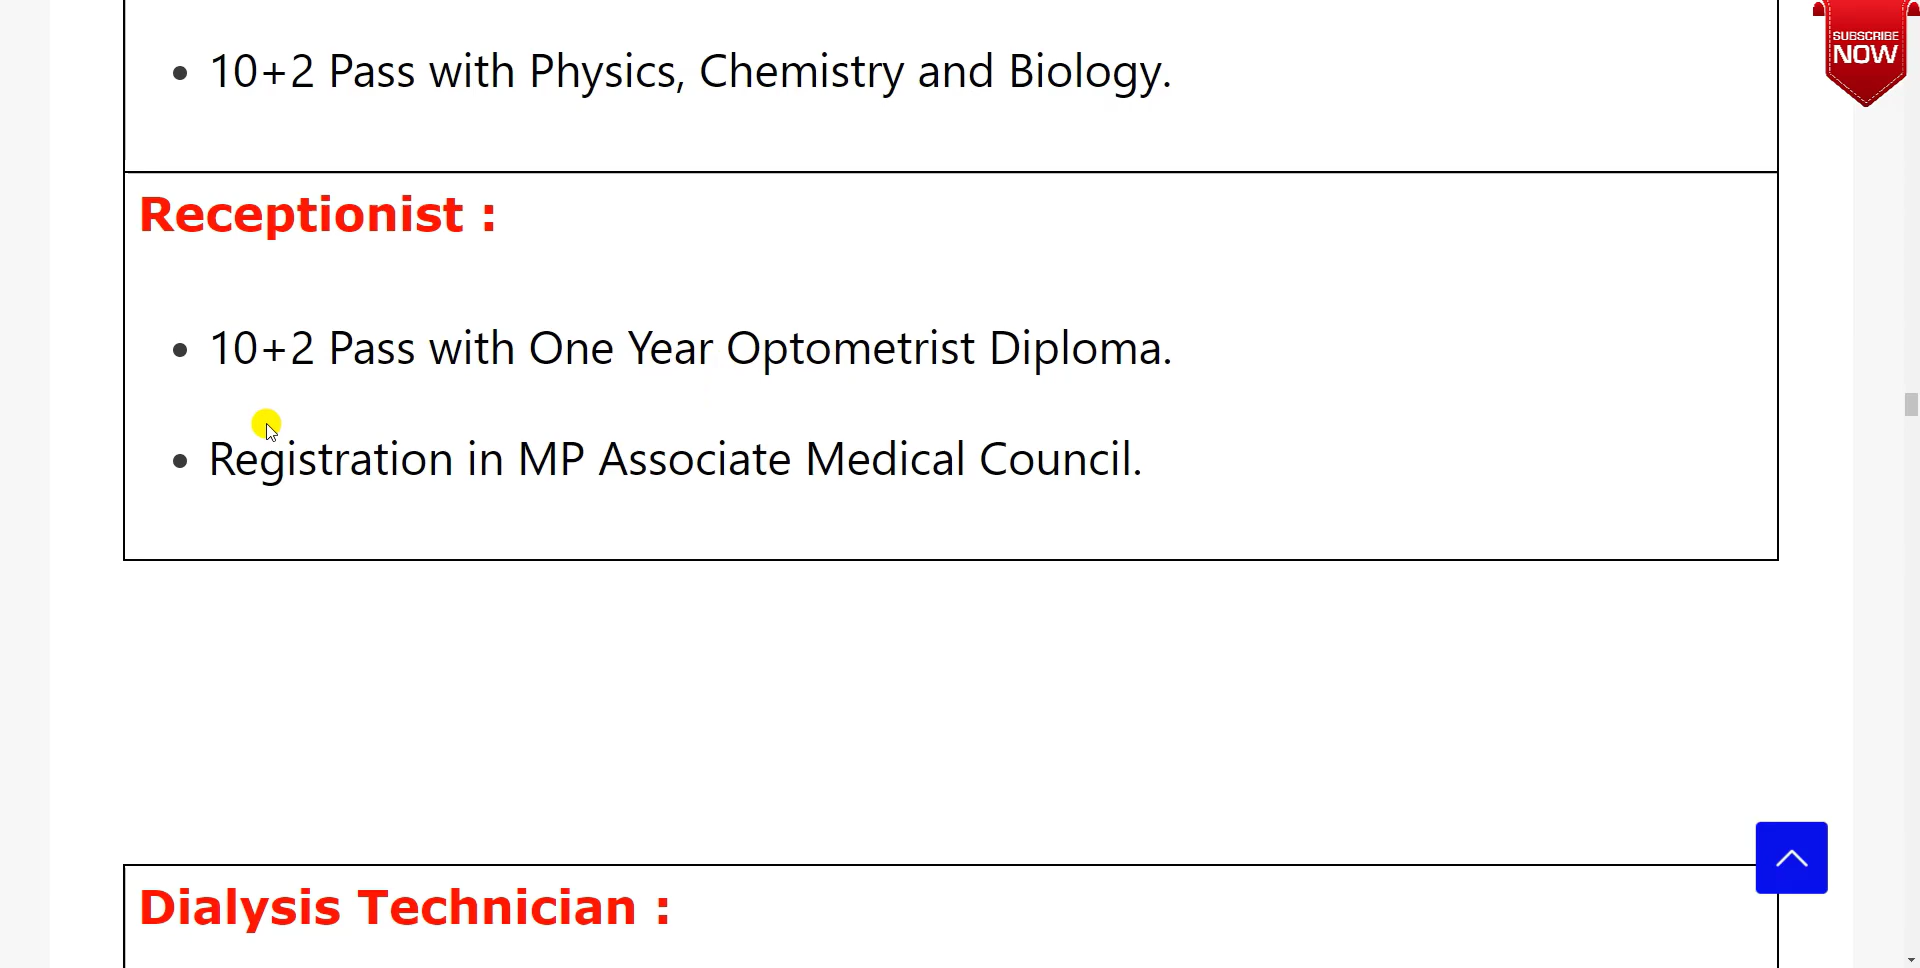 10+2 Pass with Physics, Chemistry and Biology.
SUBSCRIBE
NOW
Receptionist :
10+2 Pass with One Year Optometrist Diploma.
Registration in MP Associate Medical Council.
Dialysis Technician :